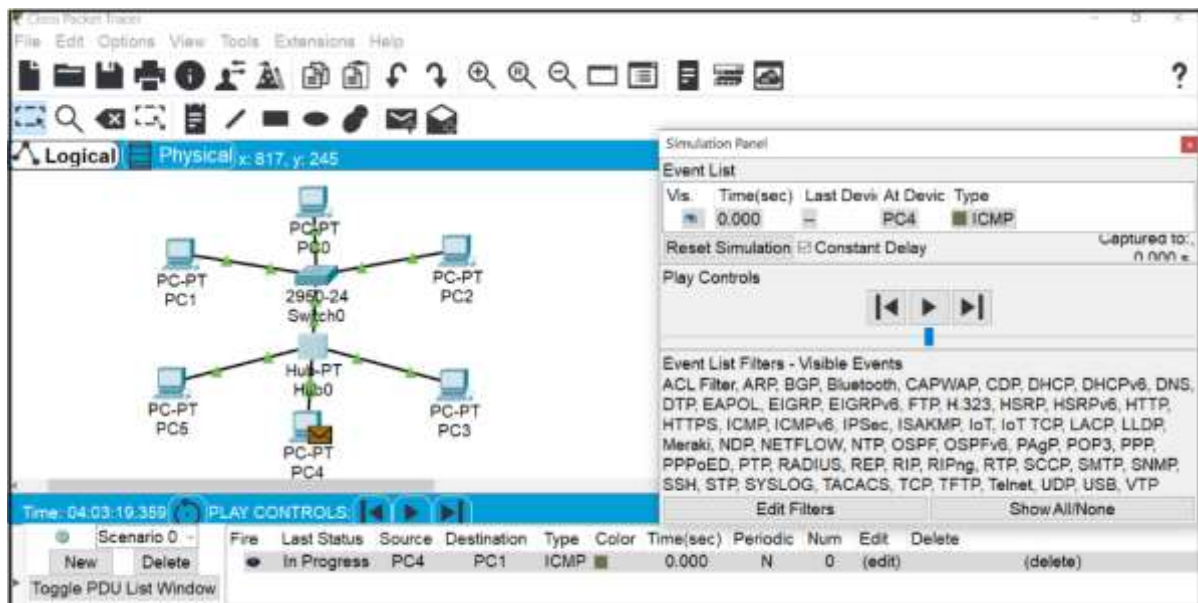 Cisco Packet Tracer
File Edit Options View Tools Extensions Help
?
Logical Physical x: 817, y: 245
PC-PT
PC0
PC-PT
PC1
PC-PT
PC2
2950-24
Switch0
Hub-PT
Hub0
PC-PT
PC5
PC-PT
PC3
PC-PT
PC4
Simulation Panel
Event List
Vis. Time(sec) Last Devi At Devic Type
0.000 -- PC4 ICMP
Reset Simulation Constant Delay Captured to:
0.000 s
Play Controls
Event List Filters - Visible Events
ACL Filter, ARP, BGP, Bluetooth, CAPWAP, CDP, DHCP, DHCPv6, DNS,
DTP, EAPOL, EIGRP, EIGRPv6, FTP, H.323, HSRP, HSRPv6, HTTP,
HTTPS, ICMP, ICMPv6, IPSec, ISAKMP, IoT, IoT TCP, LACP, LLDP,
Meraki, NDP, NETFLOW, NTP, OSPF, OSPFv6, PAgP, POP3, PPP,
PPPoED, PTP, RADIUS, REP, RIP, RIPng, RTP, SCCP, SMTP, SNMP,
SSH, STP, SYSLOG, TACACS, TCP, TFTP, Telnet, UDP, USB, VTP
Edit Filters Show All/None
Time: 04:03:19.359 PLAY CONTROLS:
Scenario 0
New Delete
Toggle PDU List Window
Fire Last Status Source Destination Type Color Time(sec) Periodic Num Edit Delete
In Progress PC4 PC1 ICMP 0.000 N 0 (edit) (delete)